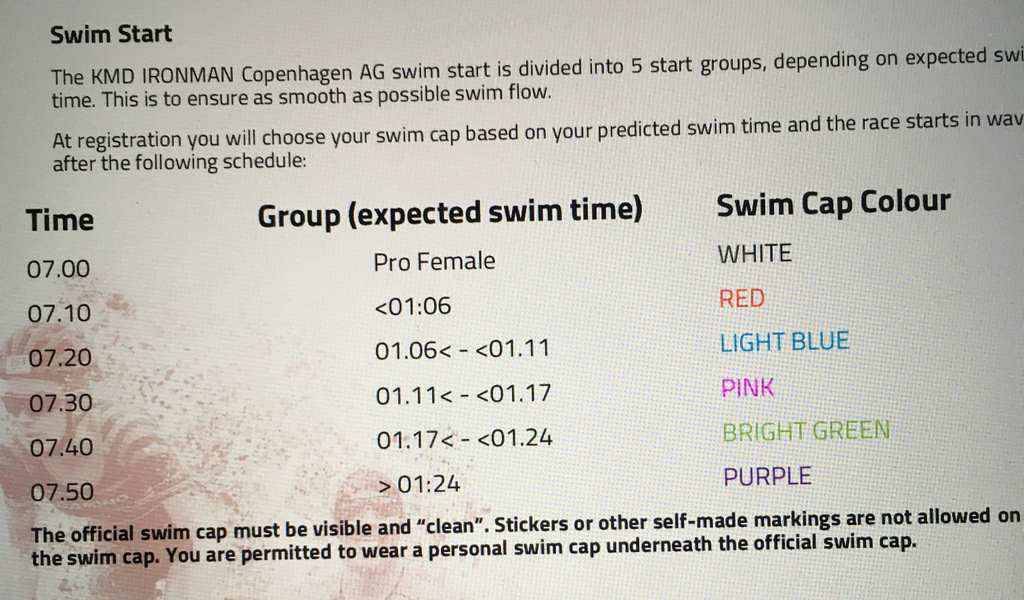 Swim Start
The KMD IRONMAN Copenhagen AG swim start is divided into 5 start groups, depending on expected swi
time. This is to ensure as smooth as possible swim flow.
At registration you will choose your swim cap based on your predicted swim time and the race starts in wav
after the following schedule:
Time Group (expected swim time) Swim Cap Colour
07.00 Pro Female WHITE
07.10 <01:06 RED
07.20 01.06< - <01.11 LIGHT BLUE
07.30 01.11< - <01.17 PINK
07.40 01.17< - <01.24 BRIGHT GREEN
07.50 > 01:24 PURPLE
The official swim cap must be visible and “clean”. Stickers or other self-made markings are not allowed on
the swim cap. You are permitted to wear a personal swim cap underneath the official swim cap.